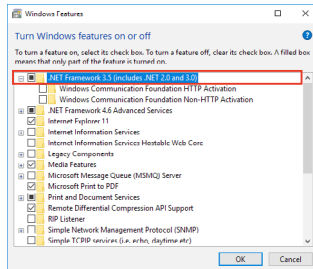 Windows Features
Turn Windows features on or off
To turn a feature on, select its check box. To turn a feature off, clear its check box. A filled box
means that only part of the feature is turned on.
.NET Framework 3.5 (includes .NET 2.0 and 3.0)
Windows Communication Foundation HTTP Activation
Windows Communication Foundation Non-HTTP Activation
.NET Framework 4.6 Advanced Services
Internet Explorer 11
Internet Information Services
Internet Information Services Hostable Web Core
Legacy Components
Media Features
Microsoft Message Queue (MSMQ) Server
Microsoft Print to PDF
Print and Document Services
Remote Differential Compression API Support
RIP Listener
Simple Network Management Protocol (SNMP)
Simple TCPIP services (i.e. echo, daytime etc)
OK Cancel